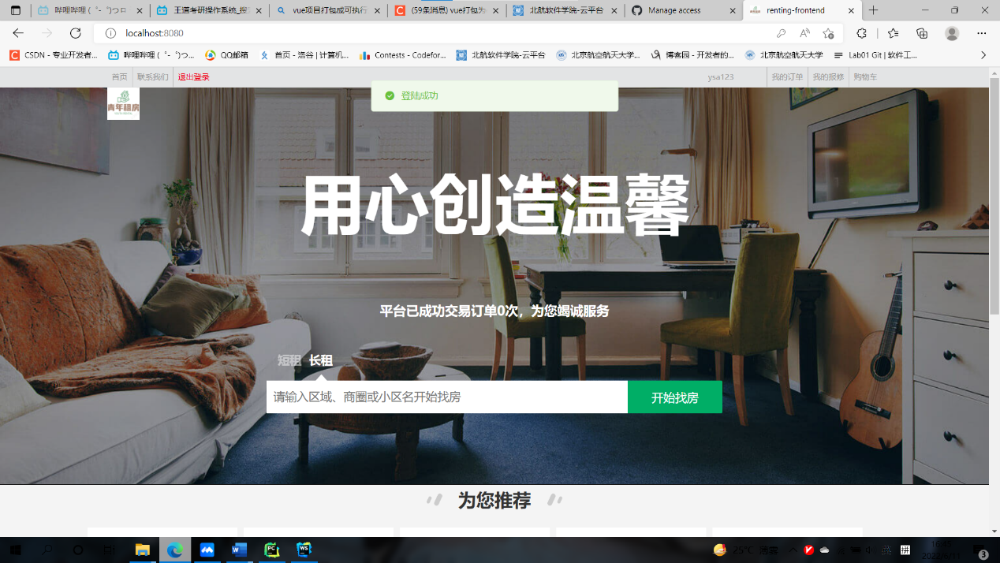 哔哩哔哩 (゜-゜)つロ
王道考研操作系统_搜
vue项目打包成可执行
(59条消息) vue打包为
北航软件学院-云平台
Manage access
renting-frontend
localhost:8080
CSDN - 专业开发者...
哔哩哔哩 (゜-゜)つ...
QQ邮箱
首页 - 洛谷 | 计算机...
Contests - Codefor...
北航软件学院-云平台
北京航空航天大学...
博客园 - 开发者的...
北京航空航天大学
Lab01 Git | 软件工...
首页
联系我们
退出登录
ysa123
我的订单
我的报修
购物车
青年租房
登陆成功
用心创造温馨
平台已成功交易订单0次，为您竭诚服务
短租 长租
请输入区域、商圈或小区名开始找房
开始找房
为您推荐
25°C 薄雾
英
拼
2022/6/11
3